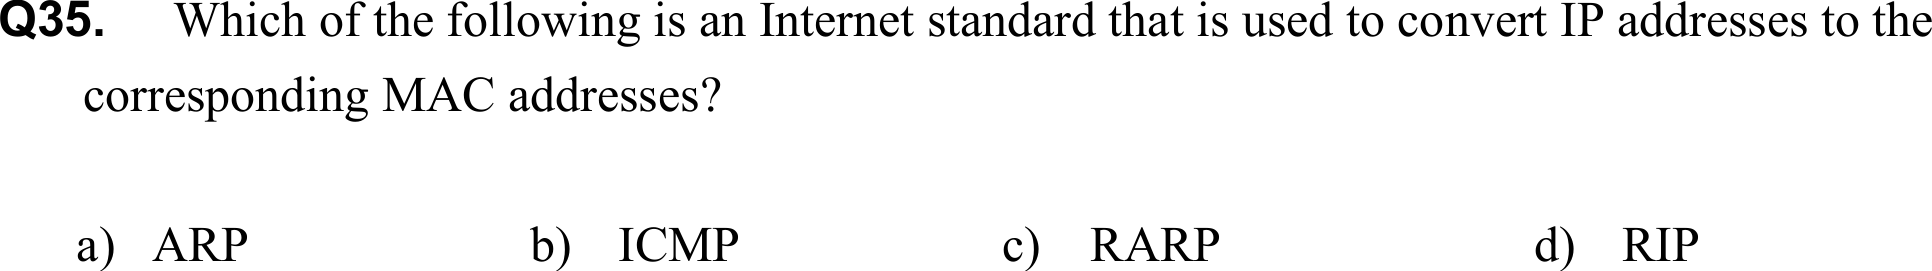 Q35. Which of the following is an Internet standard that is used to convert IP addresses to the
corresponding MAC addresses?
a) ARP b) ICMP c) RARP d) RIP